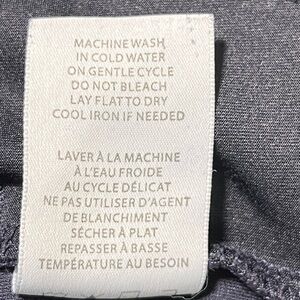 MACHINE WASH
IN COLD WATER
ON GENTLE CYCLE
DO NOT BLEACH
LAY FLAT TO DRY
COOL IRON IF NEEDED
LAVER À LA MACHINE
À L'EAU FROIDE
AU CYCLE DÉLICAT
NE PAS UTILISER D'AGENT
DE BLANCHIMENT
SÉCHER À PLAT
REPASSER À BASSE
TEMPÉRATURE AU BESOIN